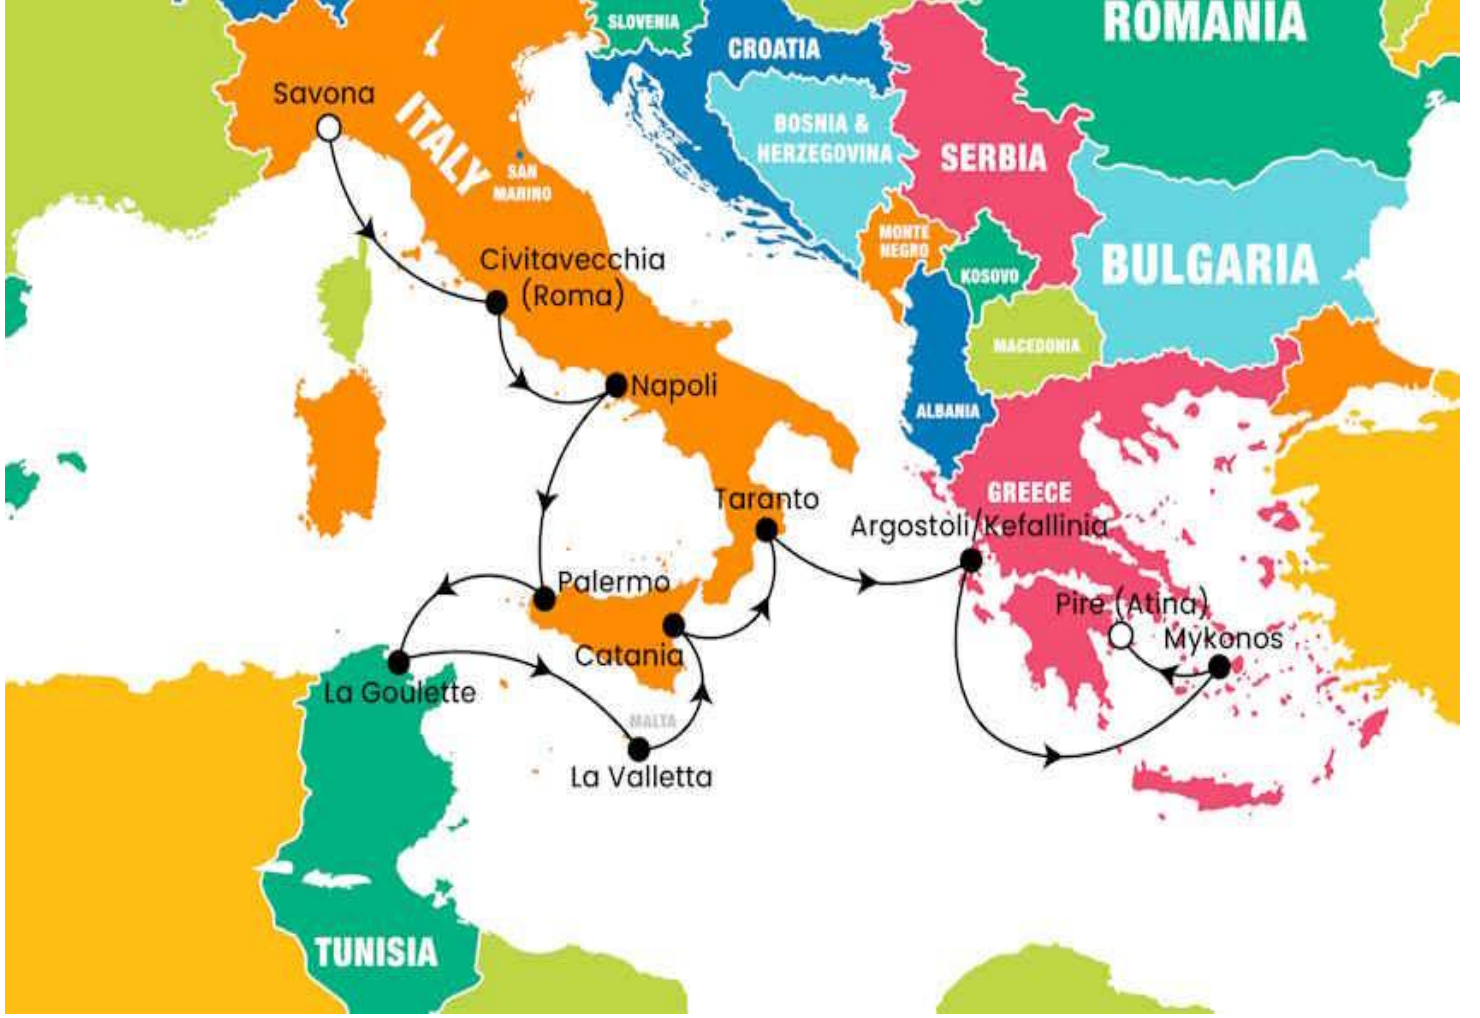 SLOVENIA
ROMANIA
CROATIA
Savona
ITALY
BOSNIA &
HERZEGOVINA
SERBIA
SAN
MARINO
MONTE
NEGRO
BULGARIA
KOSOVO
Civitavecchia
(Roma)
MACEDONIA
Napoli
ALBANIA
Taranto
GREECE
Argostoli/Kefallinia
Palermo
Pire (Atina)
Mykonos
Catania
La Goulette
MALTA
La Valletta
TUNISIA